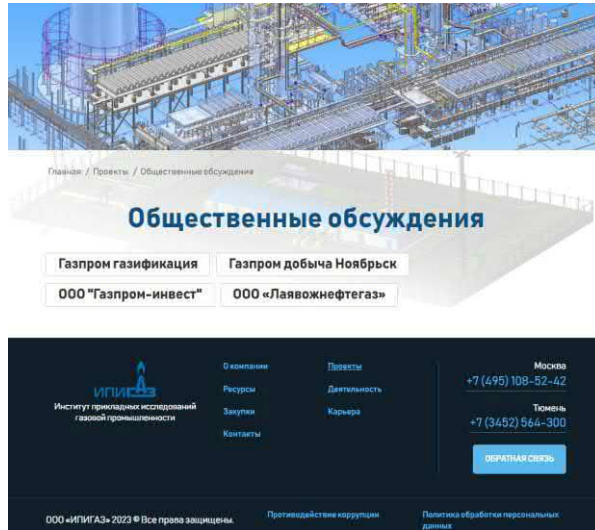 Главная / Проекты / Общественные обсуждения
Общественные обсуждения
Газпром газификация
Газпром добыча Ноябрьск
ООО "Газпром-инвест"
ООО «Лаявожнефтегаз»
ИПИГАЗ
Институт прикладных исследований
газовой промышленности
О компании
Ресурсы
Закупки
Контакты
Проекты
Деятельность
Карьера
Москва
+7 (495) 108-52-42
Тюмень
+7 (3452) 564-300
ОБРАТНАЯ СВЯЗЬ
ООО «ИПИГАЗ» 2023 © Все права защищены.
Противодействие коррупции
Политика обработки персональных
данных